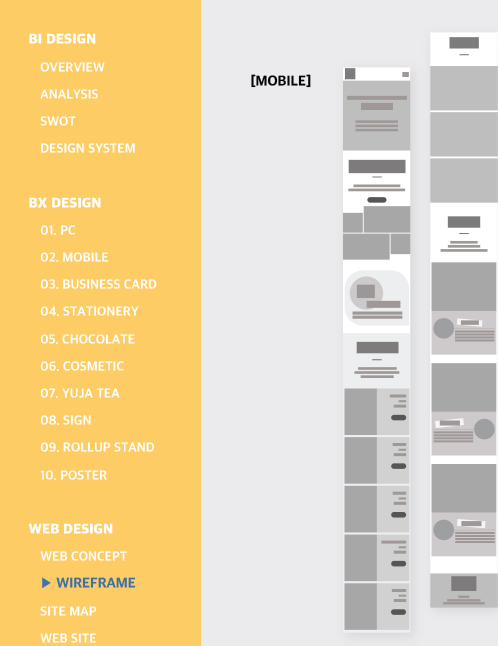 BI DESIGN
OVERVIEW
ANALYSIS
SWOT
DESIGN SYSTEM
BX DESIGN
01. PC
02. MOBILE
03. BUSINESS CARD
04. STATIONERY
05. CHOCOLATE
06. COSMETIC
07. YUJA TEA
08. SIGN
09. ROLLUP STAND
10. POSTER
WEB DESIGN
WEB CONCEPT
WIREFRAME
SITE MAP
WEB SITE
[MOBILE]